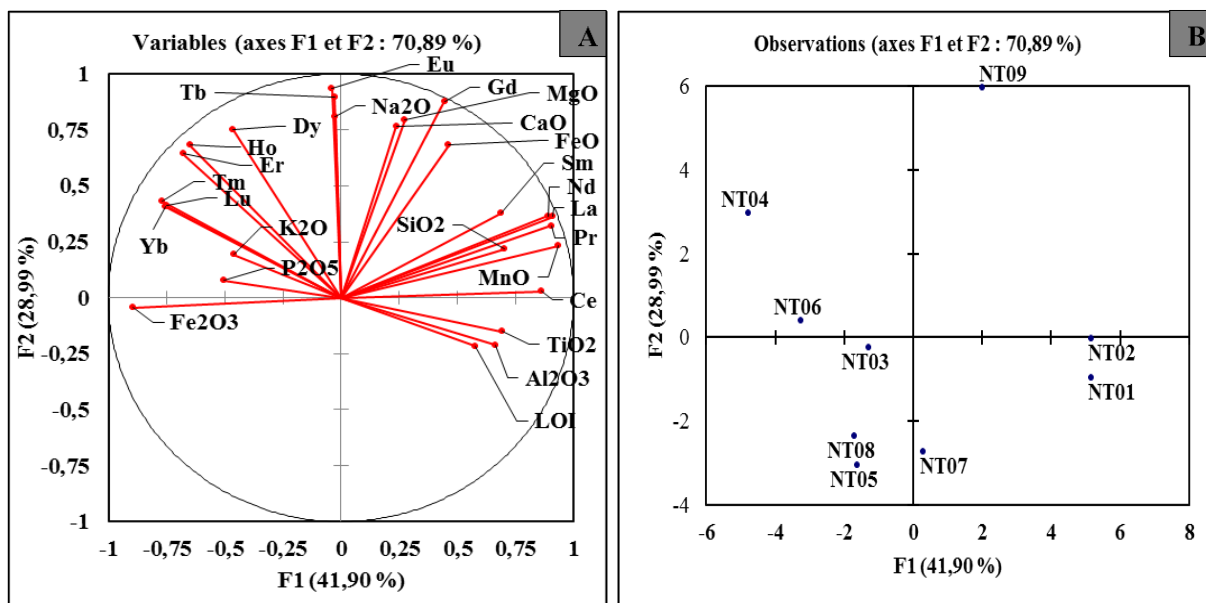 A
Variables (axes F1 et F2 : 70,89 %)
Eu
Tb
Gd
MgO
Na2O
CaO
Dy
FeO
Ho
Er
Sm
Nd
Tm
La
Lu
SiO2
K2O
Pr
Yb
P2O5
MnO
Ce
Fe2O3
TiO2
Al2O3
LOI
1
0,75
0,5
0,25
0
-0,25
-0,5
-0,75
-1
F2 (28,99 %)
-1 -0,75 -0,5 -0,25 0 0,25 0,5 0,75 1
F1 (41,90 %)
B
Observations (axes F1 et F2 : 70,89 %)
NT09
NT04
NT06
NT03
NT02
NT01
NT08
NT05
NT07
6
4
2
0
-2
-4
F2 (28,99 %)
-6 -4 -2 0 2 4 6 8
F1 (41,90 %)